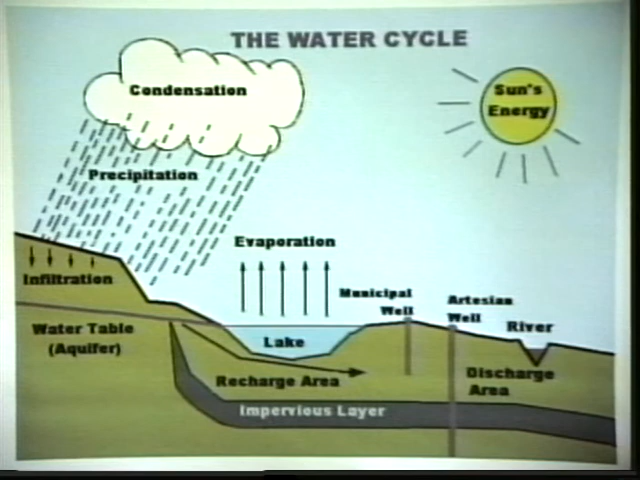 THE WATER CYCLE
Condensation
Sun's
Energy
Precipitation
Evaporation
Infiltration
Municipal
Well
Artesian
Well
River
Water Table
(Aquifer)
Lake
Recharge Area
Discharge
Area
Impervious Layer